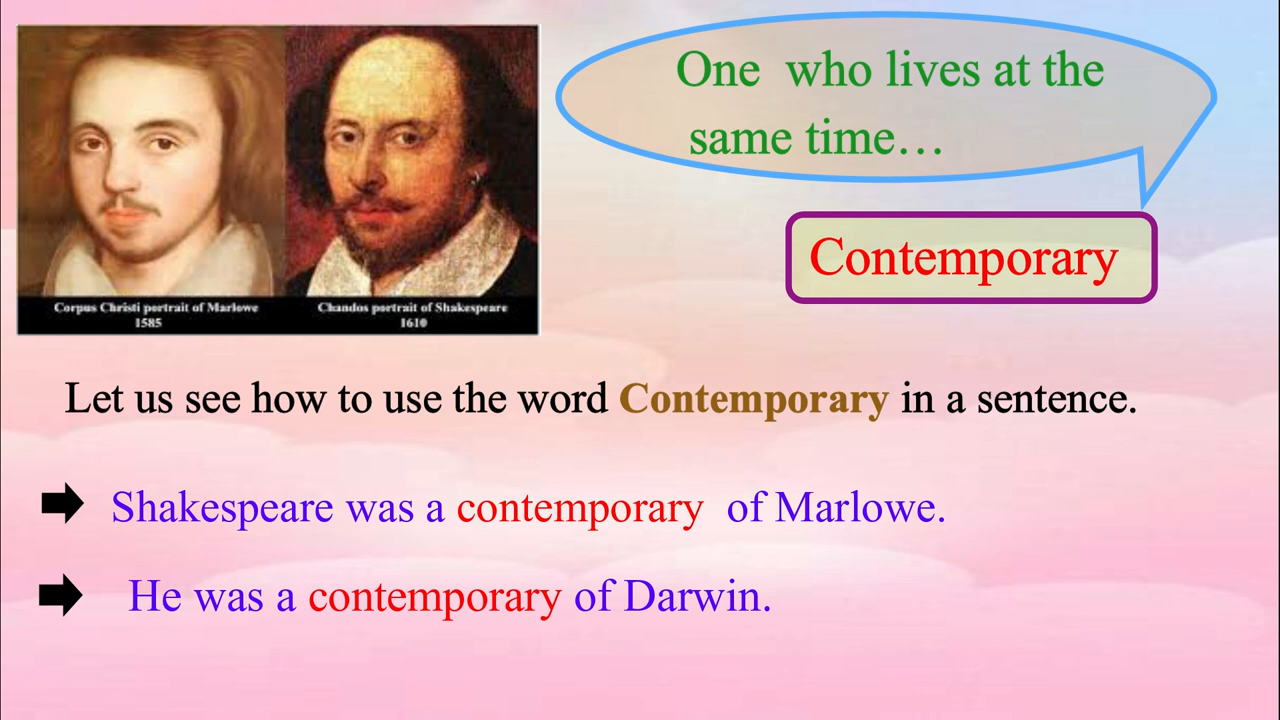 One who lives at the
same time…
Contemporary
Corpus Christi portrait of Marlowe
1585
Chandos portrait of Shakespeare
1610
Let us see how to use the word Contemporary in a sentence.
Shakespeare was a contemporary of Marlowe.
He was a contemporary of Darwin.